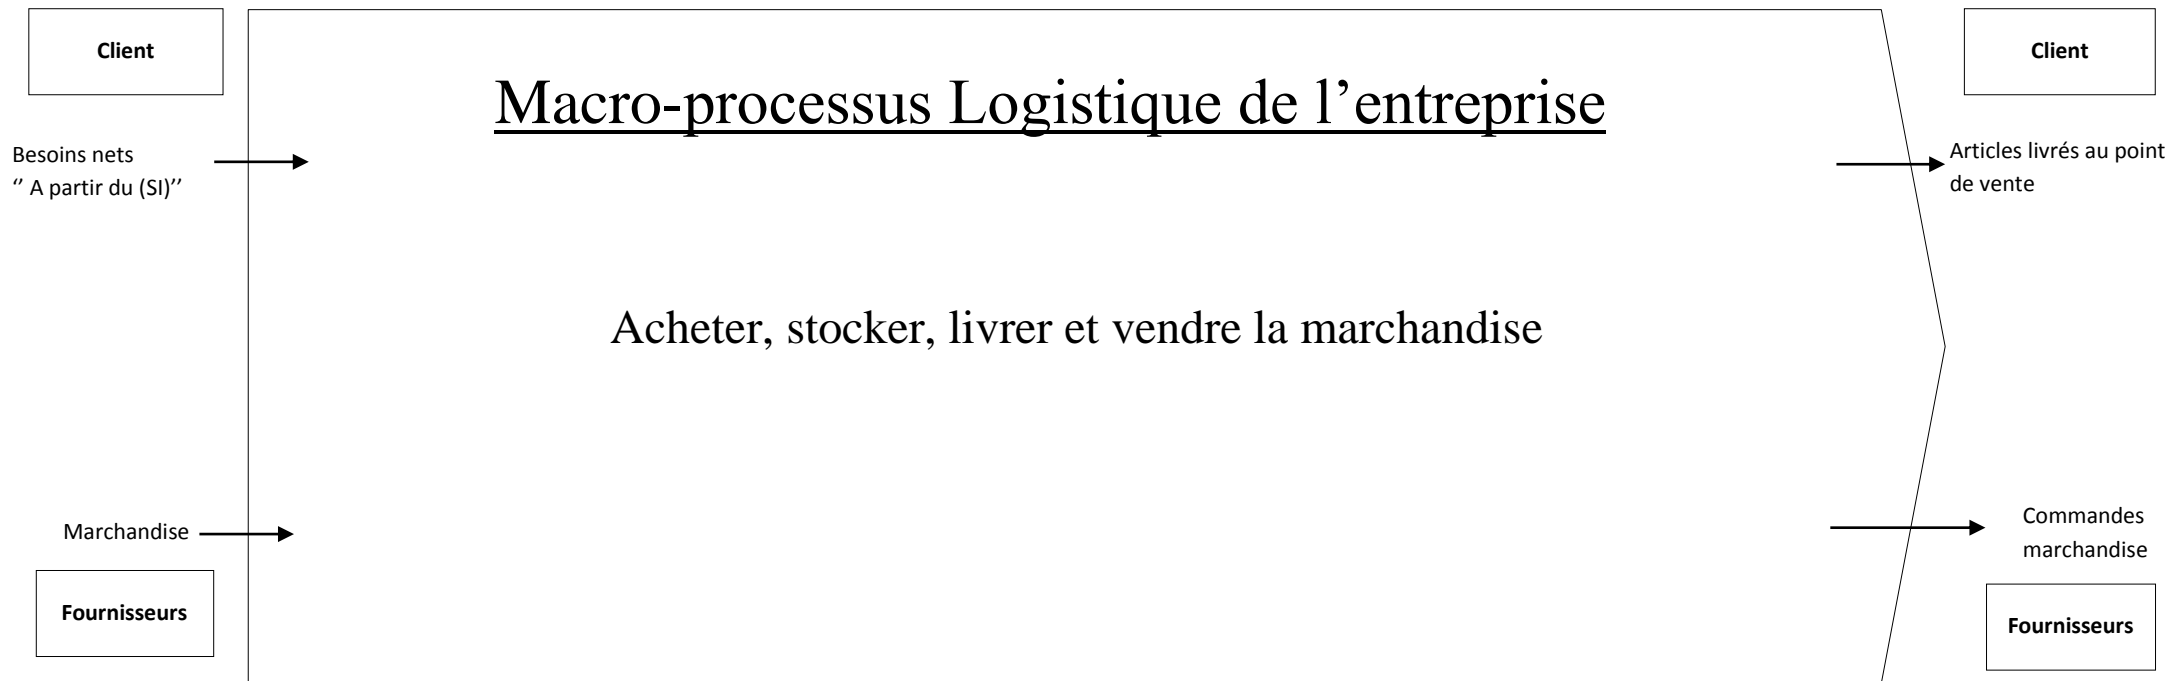 Client
Client
Macro-processus Logistique de l’entreprise
Besoins nets
‘’ A partir du (SI)’’
Articles livrés au point
de vente
Acheter, stocker, livrer et vendre la marchandise
Marchandise
Commandes
marchandise
Fournisseurs
Fournisseurs